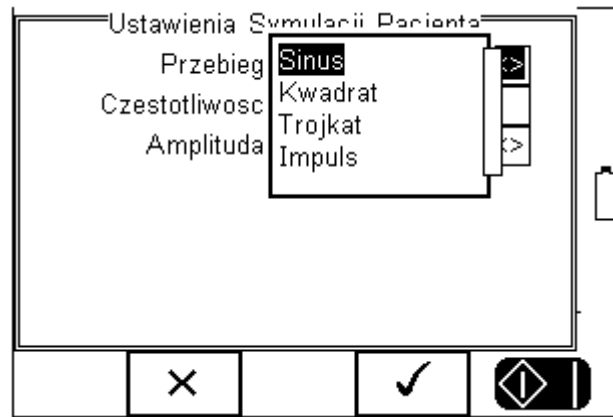 Ustawienia Symulacji Pacjenta
Przebieg
Sinus
<>
Czestotliwosc
Kwadrat
Trojkat
Amplituda
Impuls
<>